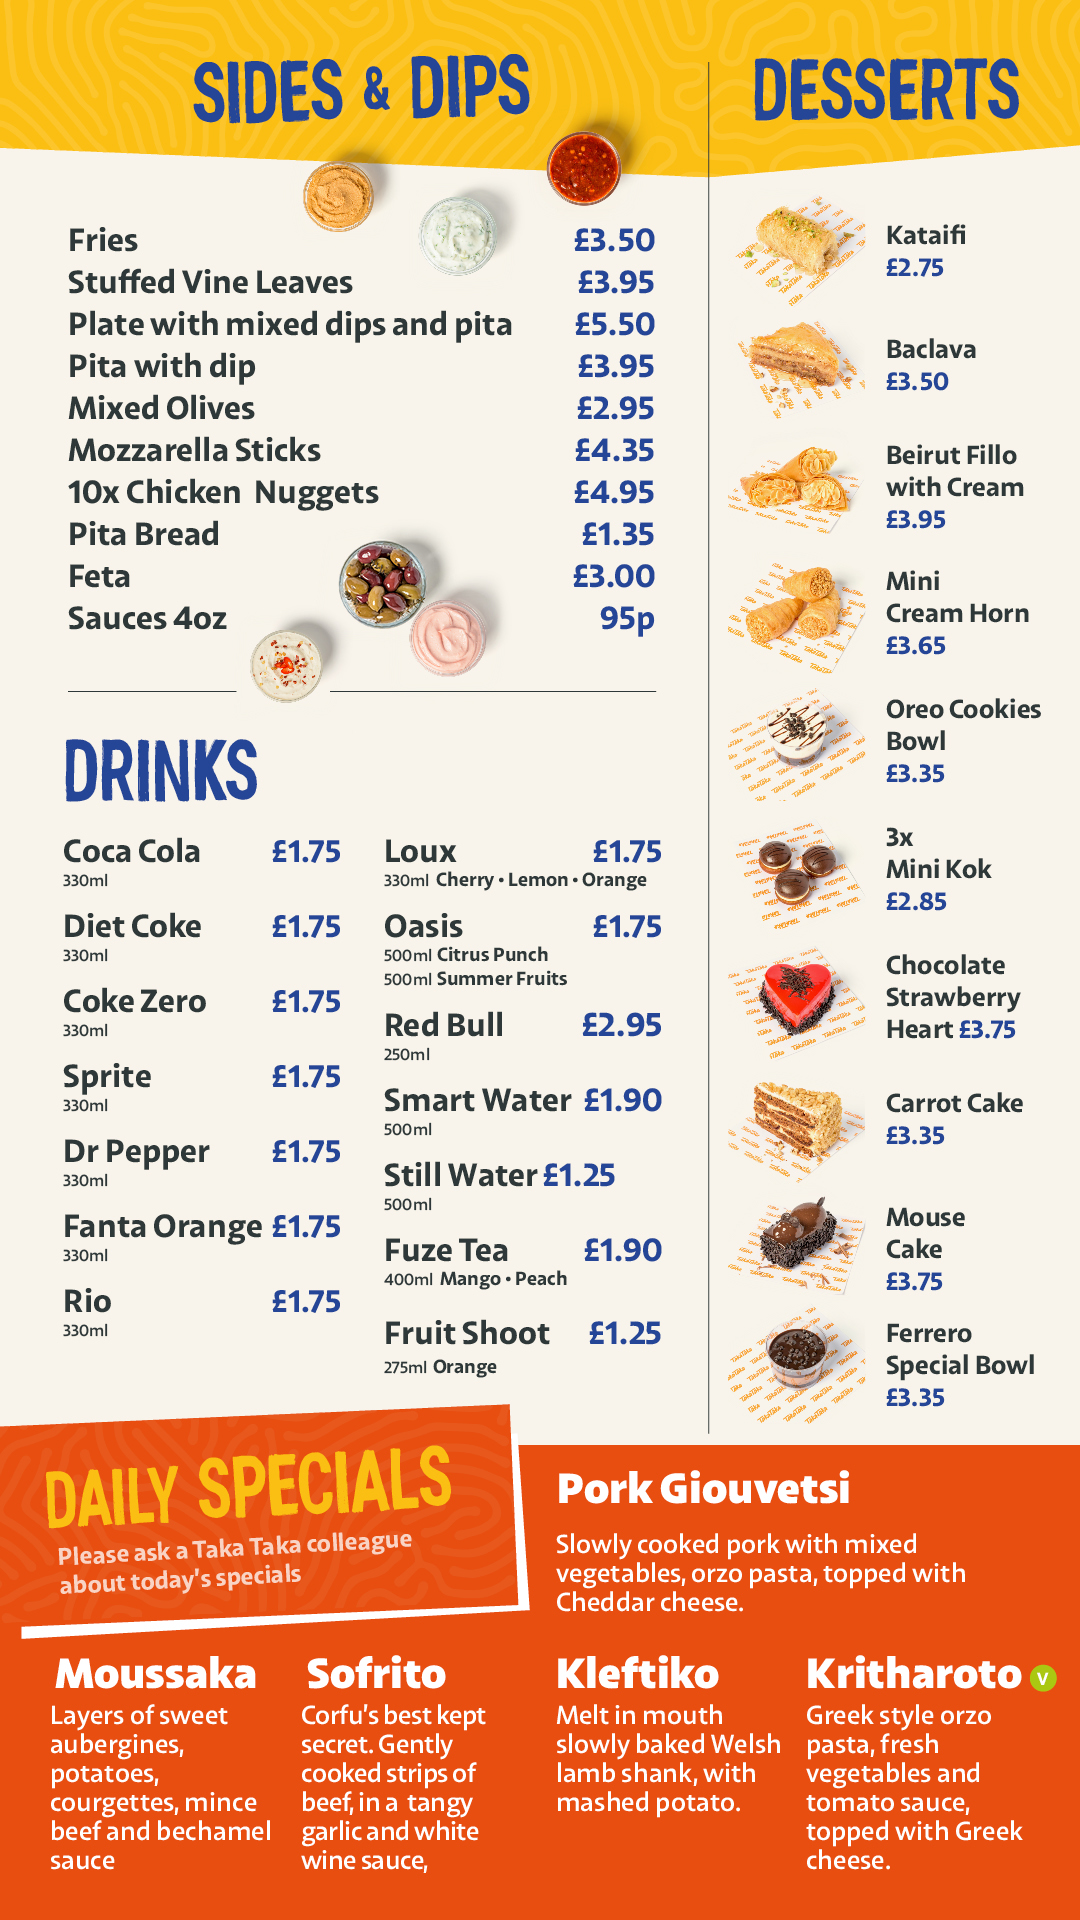 SIDES & DIPS
Fries £3.50
Stuffed Vine Leaves £3.95
Plate with mixed dips and pita £5.50
Pita with dip £3.95
Mixed Olives £2.95
Mozzarella Sticks £4.35
10x Chicken Nuggets £4.95
Pita Bread £1.35
Feta £3.00
Sauces 4oz 95p
DRINKS
Coca Cola £1.75
330ml
Diet Coke £1.75
330ml
Coke Zero £1.75
330ml
Sprite £1.75
330ml
Dr Pepper £1.75
330ml
Fanta Orange £1.75
330ml
Rio £1.75
330ml
Loux £1.75
330ml Cherry • Lemon • Orange
Oasis £1.75
500ml Citrus Punch
500ml Summer Fruits
Red Bull £2.95
250ml
Smart Water £1.90
500ml
Still Water £1.25
500ml
Fuze Tea £1.90
400ml Mango • Peach
Fruit Shoot £1.25
275ml Orange
DESSERTS
Kataifi
£2.75
Baclava
£3.50
Beirut Fillo
with Cream
£3.95
Mini
Cream Horn
£3.65
Oreo Cookies
Bowl
£3.35
3x
Mini Kok
£2.85
Chocolate
Strawberry
Heart £3.75
Carrot Cake
£3.35
Mouse
Cake
£3.75
Ferrero
Special Bowl
£3.35
DAILY SPECIALS
Please ask a Taka Taka colleague
about today's specials
Pork Giouvetsi
Slowly cooked pork with mixed
vegetables, orzo pasta, topped with
Cheddar cheese.
Moussaka
Layers of sweet
aubergines,
potatoes,
courgettes, mince
beef and bechamel
sauce
Sofrito
Corfu's best kept
secret. Gently
cooked strips of
beef, in a tangy
garlic and white
wine sauce,
Kleftiko
Melt in mouth
slowly baked Welsh
lamb shank, with
mashed potato.
Kritharoto V
Greek style orzo
pasta, fresh
vegetables and
tomato sauce,
topped with Greek
cheese.